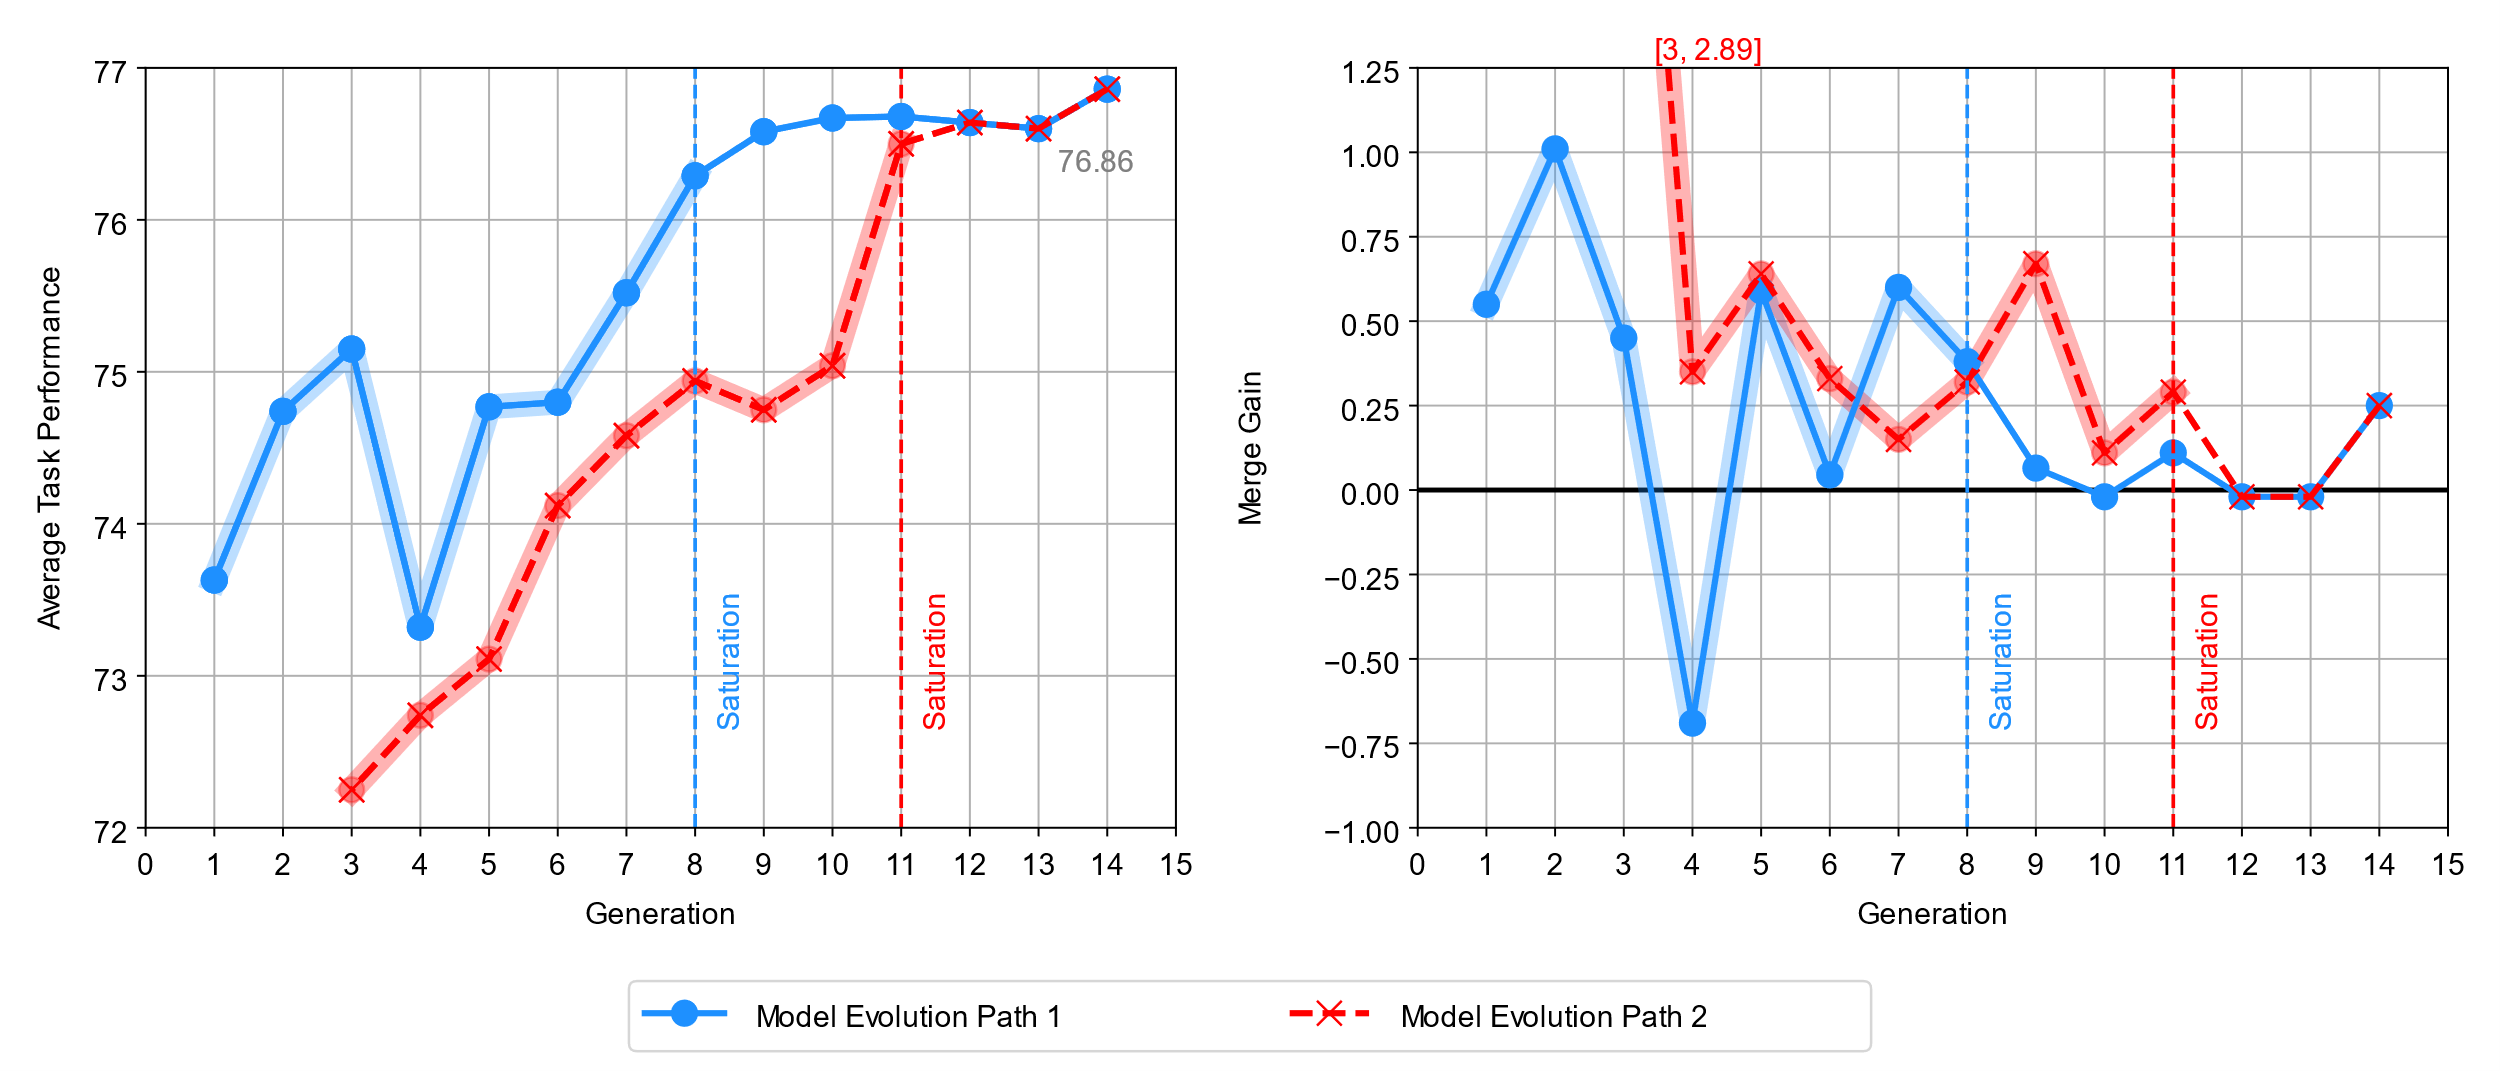 Average Task Performance
77
76
75
74
73
72
76.86
Saturation
Saturation
0 1 2 3 4 5 6 7 8 9 10 11 12 13 14 15
Generation
[3, 2.89]
Merge Gain
1.25
1.00
0.75
0.50
0.25
0.00
−0.25
−0.50
−0.75
−1.00
Saturation
Saturation
0 1 2 3 4 5 6 7 8 9 10 11 12 13 14 15
Generation
Model Evolution Path 1
Model Evolution Path 2